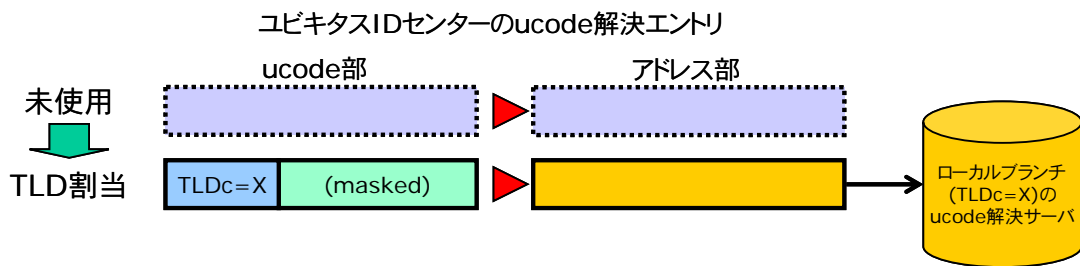 ユビキタスIDセンターのucode解決エントリ
ucode部
アドレス部
未使用
TLD割当
TLDc=X
(masked)
ローカルブランチ
(TLDc=X)の
ucode解決サーバ